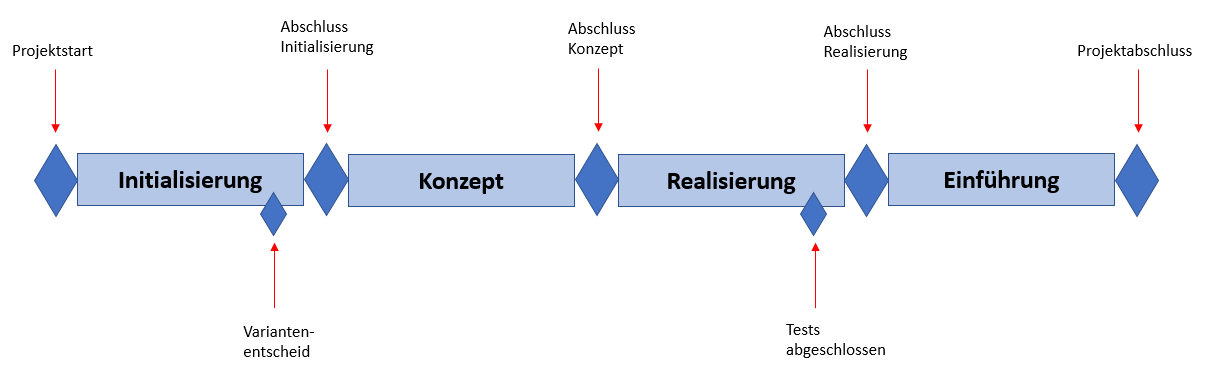 Projektstart
Abschluss
Initialisierung
Abschluss
Konzept
Abschluss
Realisierung
Projektabschluss
Initialisierung
Konzept
Realisierung
Einführung
Varianten-
entscheid
Tests
abgeschlossen